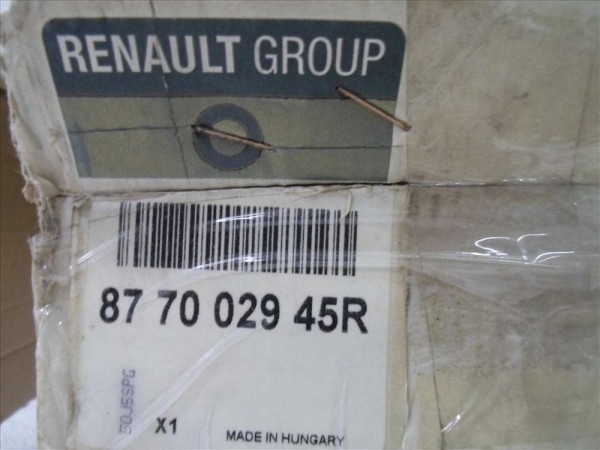 RENAULT GROUP
87 70 029 45R
X1
MADE IN HUNGARY